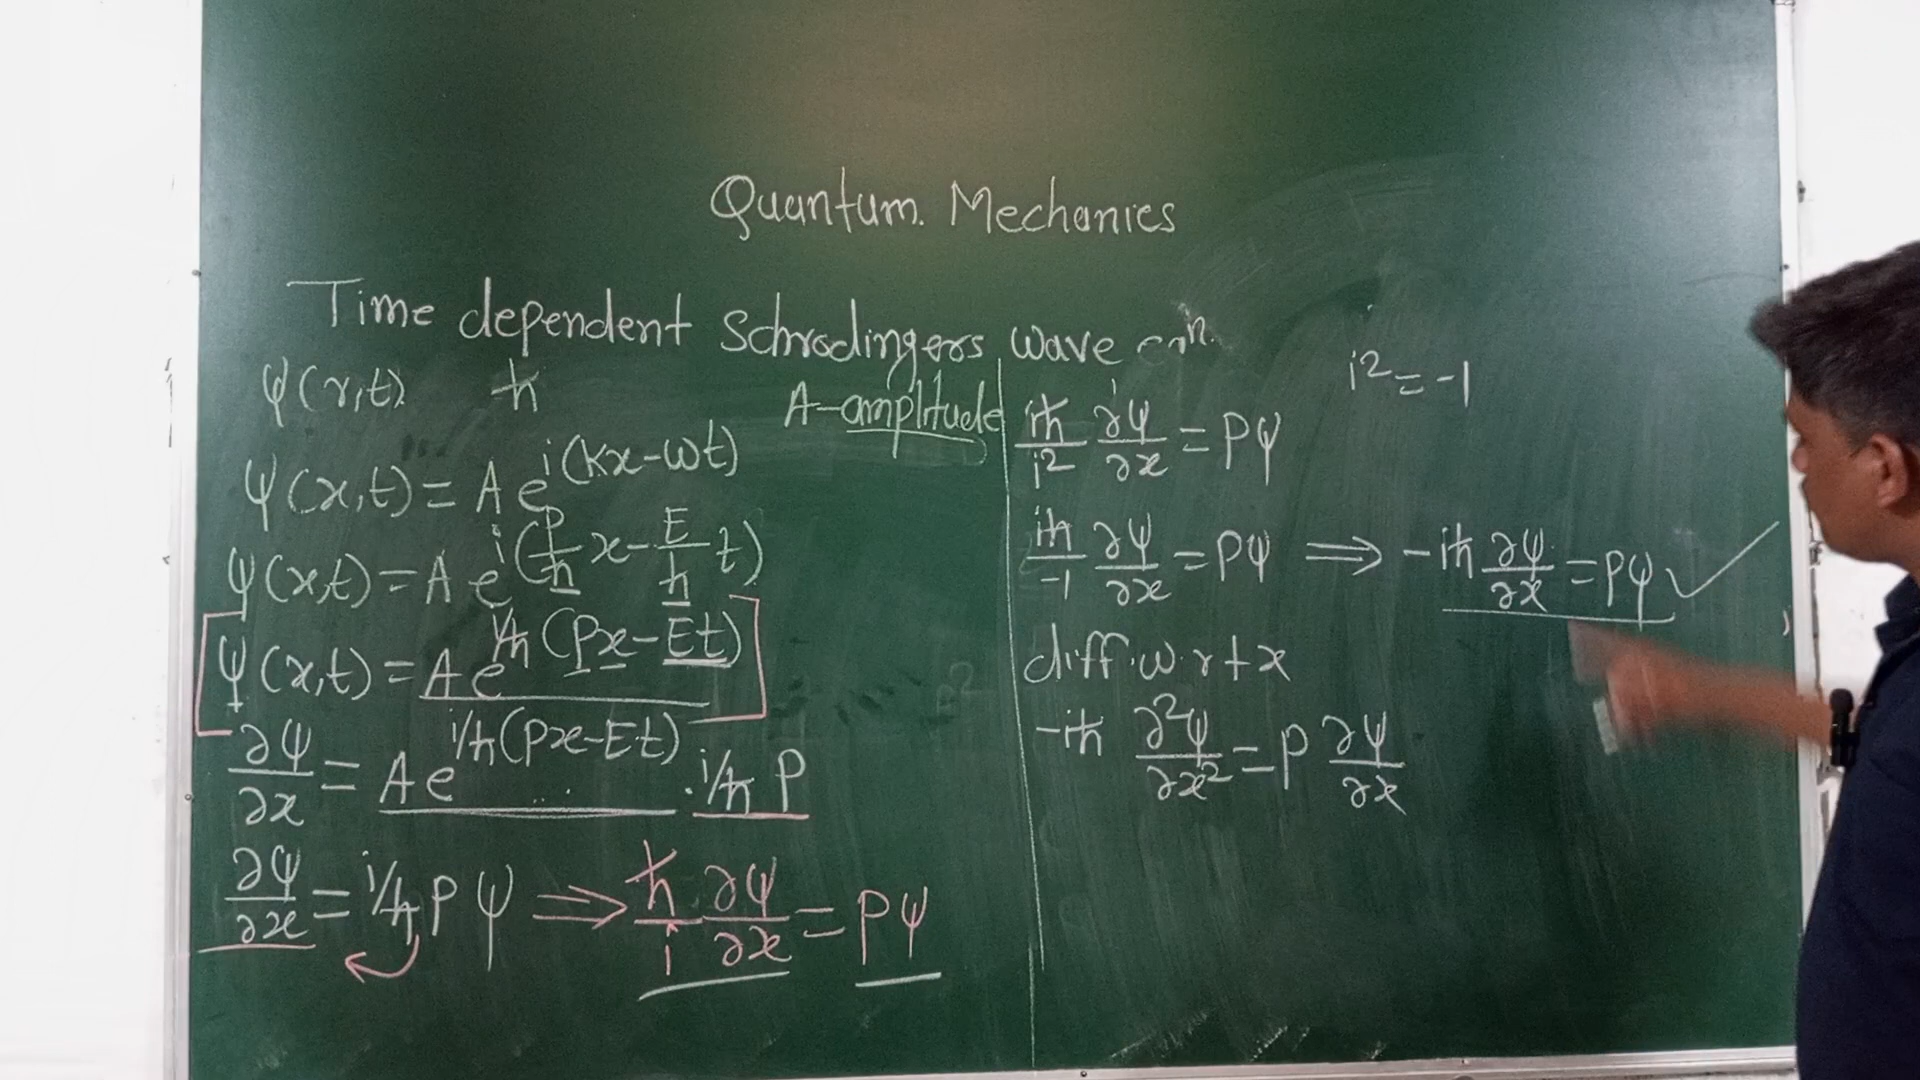 Quantum. Mechanics
Time dependent Schrodingers wave eqn.
ψ(r,t) ħ
A-amplitude
ψ(x,t) = A e^i(kx-ωt)
ψ(x,t) = A e^i(P/ħ x - E/ħ t)
ψ(x,t) = A e^i/ħ (Px - Et)
∂ψ/∂x = A e^i/ħ(Px-Et) . i/ħ P
∂ψ/∂x = i/ħ P ψ ⇒ ħ/i ∂ψ/∂x = Pψ
i² = -1
iħ/i² ∂ψ/∂x = Pψ
iħ/-1 ∂ψ/∂x = Pψ ⇒ -iħ ∂ψ/∂x = Pψ ✓
diff. w.r.t x
-iħ ∂²ψ/∂x² = P ∂ψ/∂x